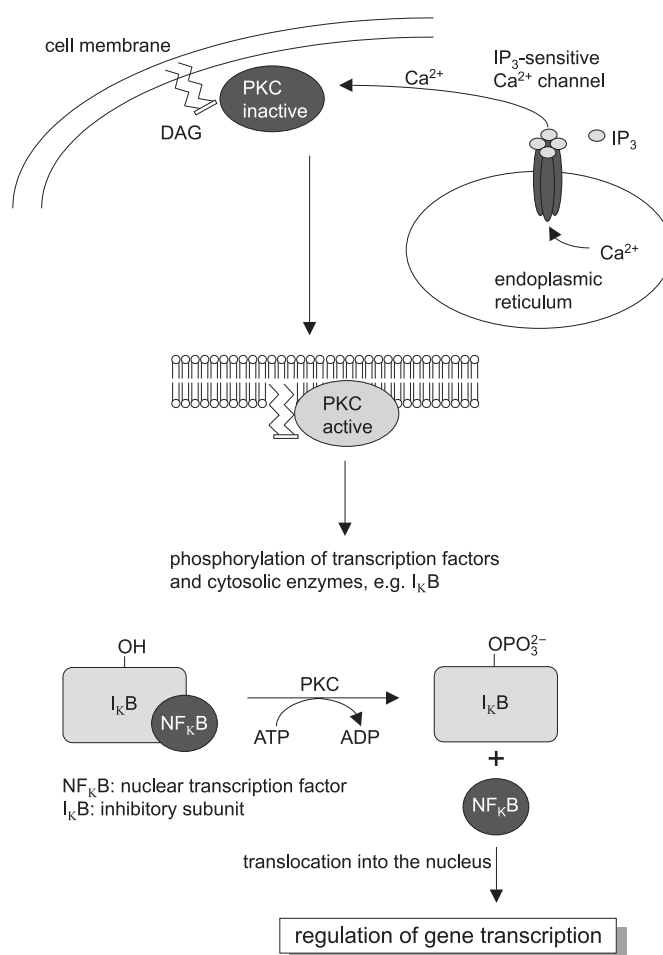 cell membrane
IP₃-sensitive
Ca²⁺ channel
Ca²⁺
PKC
inactive
DAG
IP₃
Ca²⁺
endoplasmic
reticulum
PKC
active
phosphorylation of transcription factors
and cytosolic enzymes, e.g. IκB
OH
IκB
NFκB
PKC
ATP
ADP
OPO₃²⁻
IκB
+
NFκB: nuclear transcription factor
IκB: inhibitory subunit
NFκB
translocation into the nucleus
regulation of gene transcription